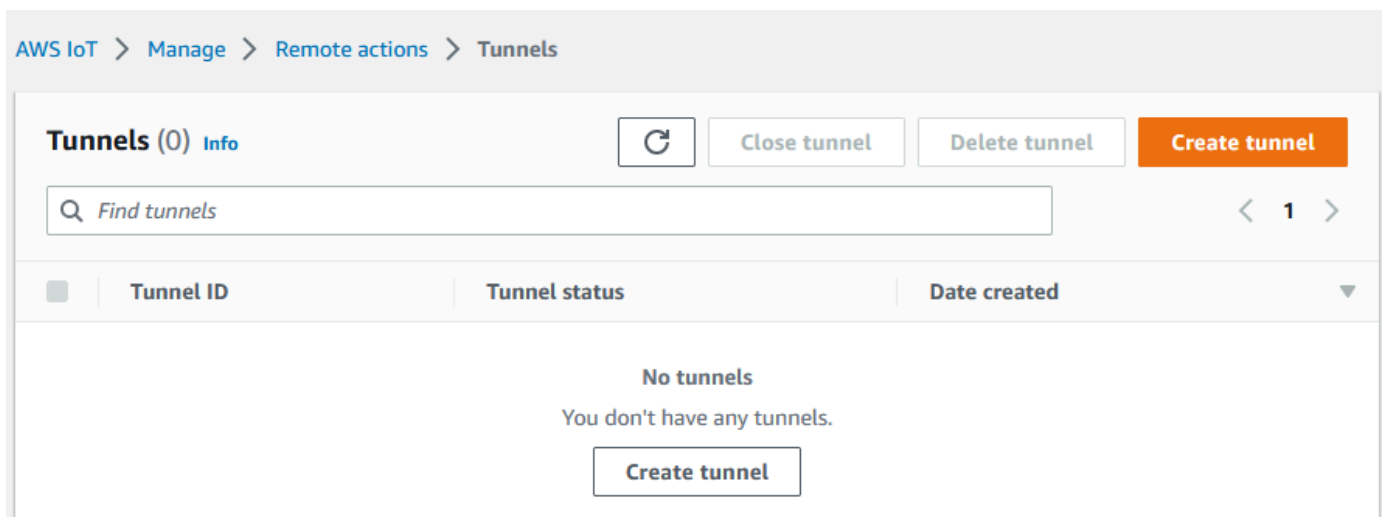 AWS IoT > Manage > Remote actions > Tunnels
Tunnels (0) Info
Close tunnel
Delete tunnel
Create tunnel
Find tunnels
< 1 >
Tunnel ID
Tunnel status
Date created
No tunnels
You don't have any tunnels.
Create tunnel